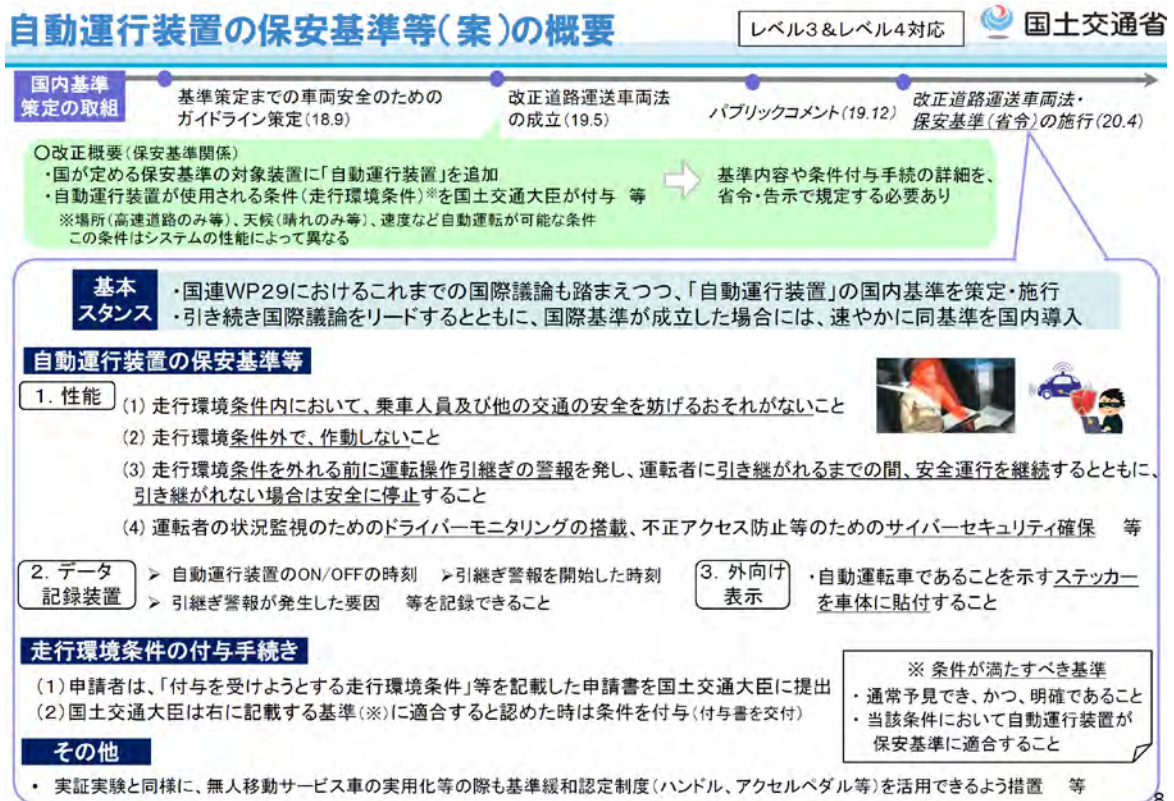 自動運行装置の保安基準等(案)の概要
レベル3&レベル4対応
国土交通省
国内基準
策定の取組
基準策定までの車両安全のための
ガイドライン策定(18.9)
改正道路運送車両法
の成立(19.5)
パブリックコメント(19.12)
改正道路運送車両法・
保安基準(省令)の施行(20.4)
○改正概要(保安基準関係)
・国が定める保安基準の対象装置に「自動運行装置」を追加
・自動運行装置が使用される条件(走行環境条件)※を国土交通大臣が付与 等
※場所(高速道路のみ等)、天候(晴れのみ等)、速度など自動運転が可能な条件
この条件はシステムの性能によって異なる
基準内容や条件付与手続の詳細を、
省令・告示で規定する必要あり
基本
スタンス
・国連WP29におけるこれまでの国際議論も踏まえつつ、「自動運行装置」の国内基準を策定・施行
・引き続き国際議論をリードするとともに、国際基準が成立した場合には、速やかに同基準を国内導入
自動運行装置の保安基準等
1. 性能
(1) 走行環境条件内において、乗車人員及び他の交通の安全を妨げるおそれがないこと
(2) 走行環境条件外で、作動しないこと
(3) 走行環境条件を外れる前に運転操作引継ぎの警報を発し、運転者に引き継がれるまでの間、安全運行を継続するとともに、
引き継がれない場合は安全に停止すること
(4) 運転者の状況監視のためのドライバーモニタリングの搭載、不正アクセス防止等のためのサイバーセキュリティ確保 等
2. データ
記録装置
➢ 自動運行装置のON/OFFの時刻 ➢引継ぎ警報を開始した時刻
➢ 引継ぎ警報が発生した要因 等を記録できること
3. 外向け
表示
・自動運転車であることを示すステッカー
を車体に貼付すること
走行環境条件の付与手続き
(1)申請者は、「付与を受けようとする走行環境条件」等を記載した申請書を国土交通大臣に提出
(2)国土交通大臣は右に記載する基準(※)に適合すると認めた時は条件を付与(付与書を交付)
※ 条件が満たすべき基準
・ 通常予見でき、かつ、明確であること
・ 当該条件において自動運行装置が
保安基準に適合すること
その他
・ 実証実験と同様に、無人移動サービス車の実用化等の際も基準緩和認定制度(ハンドル、アクセルペダル等)を活用できるよう措置 等
8